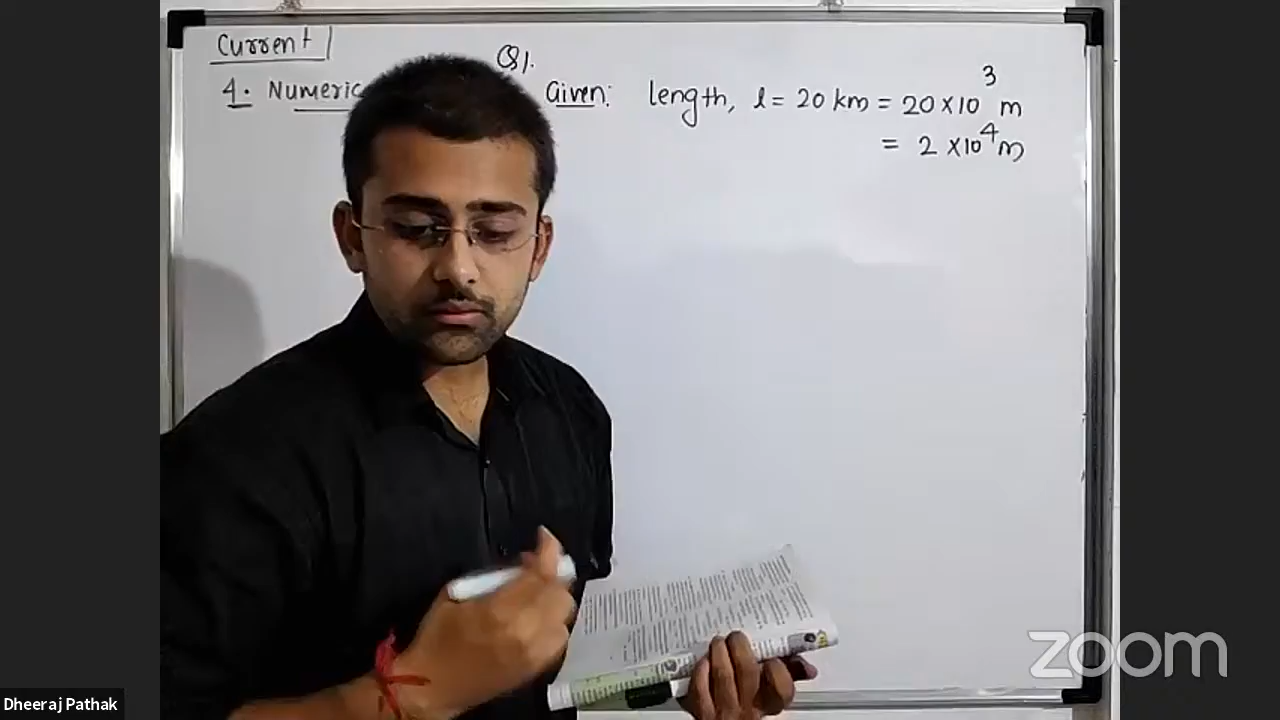 Current
Q1.
4. Numeric
Given: length, l = 20 km = 20 × 10³ m
= 2 × 10⁴ m
zoom
Dheeraj Pathak